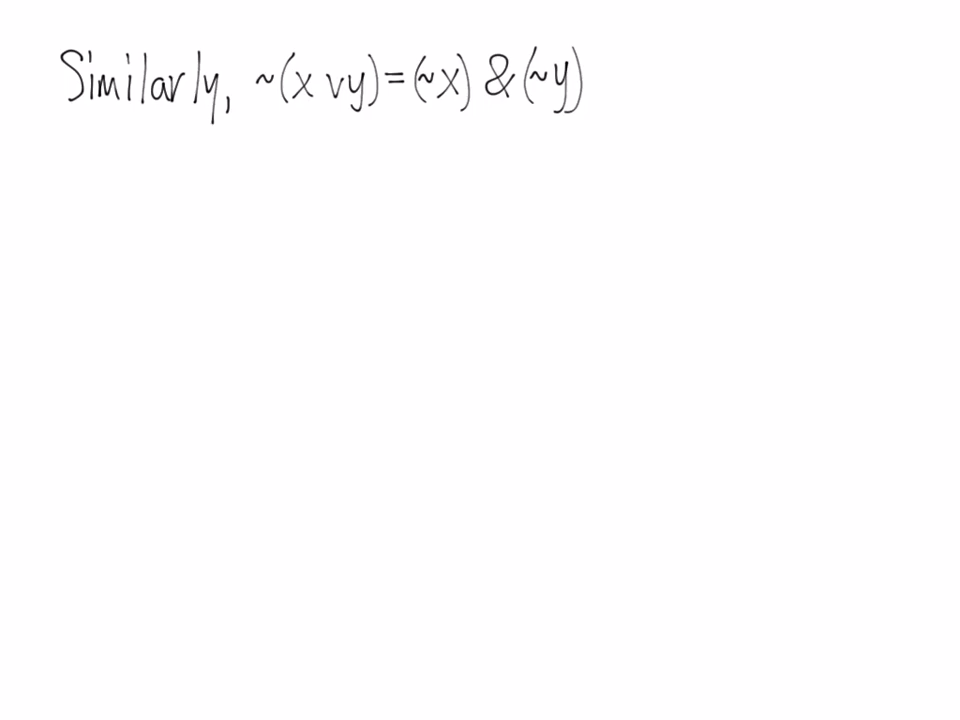 Similarly, ~(x ∨ y) = (~x) & (~y)